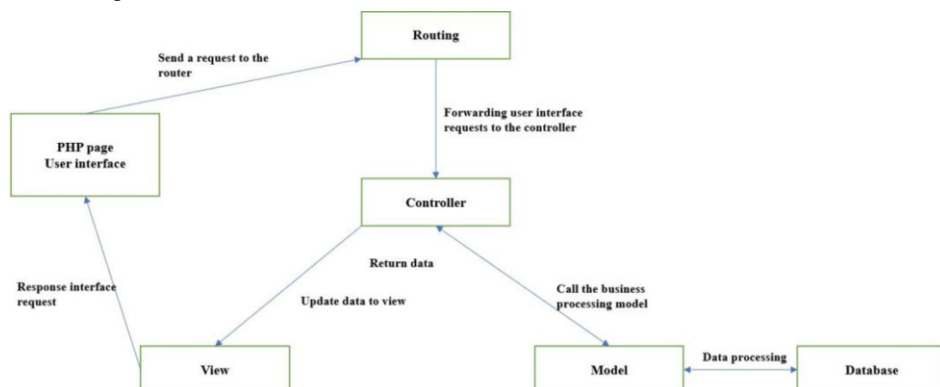 Routing
Send a request to the
router
Forwarding user interface
requests to the controller
PHP page
User interface
Controller
Return data
Call the business
processing model
Response interface
request
Update data to view
View
Model
Data processing
Database